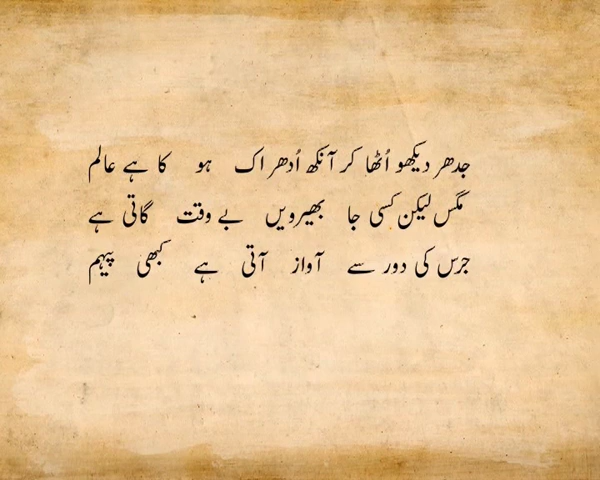 جدھر دیکھو اُٹھا کر آنکھ اُدھر اک ہو کا ہے عالم
مگس لیکن کسی جا بھیرویں بے وقت گاتی ہے
جرس کی دور سے آواز آتی ہے کبھی پیہم